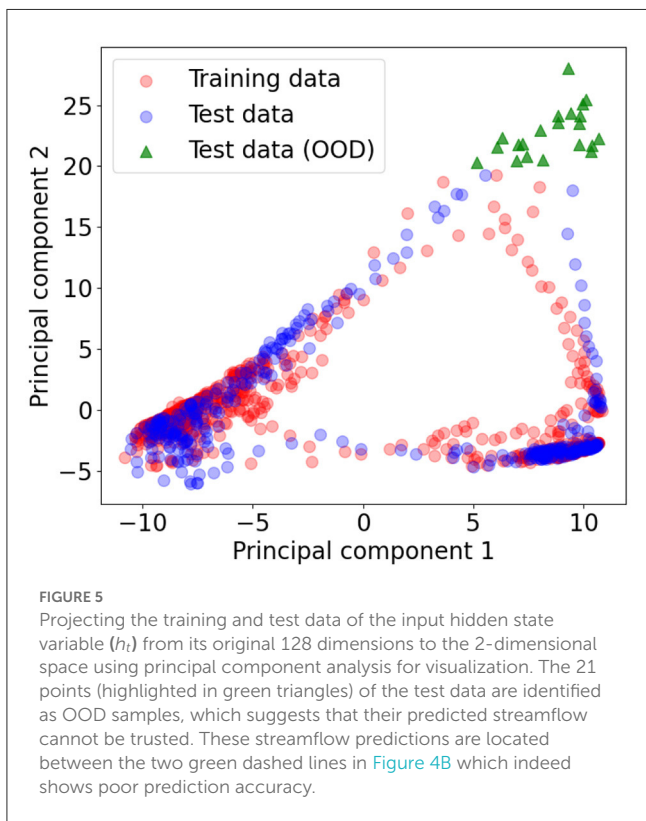 Training data
Test data
Test data (OOD)
25
20
15
10
5
0
−5
−10
−5
0
5
10
Principal component 2
Principal component 1
FIGURE 5
Projecting the training and test data of the input hidden state
variable (hₜ) from its original 128 dimensions to the 2-dimensional
space using principal component analysis for visualization. The 21
points (highlighted in green triangles) of the test data are identified
as OOD samples, which suggests that their predicted streamflow
cannot be trusted. These streamflow predictions are located
between the two green dashed lines in Figure 4B which indeed
shows poor prediction accuracy.